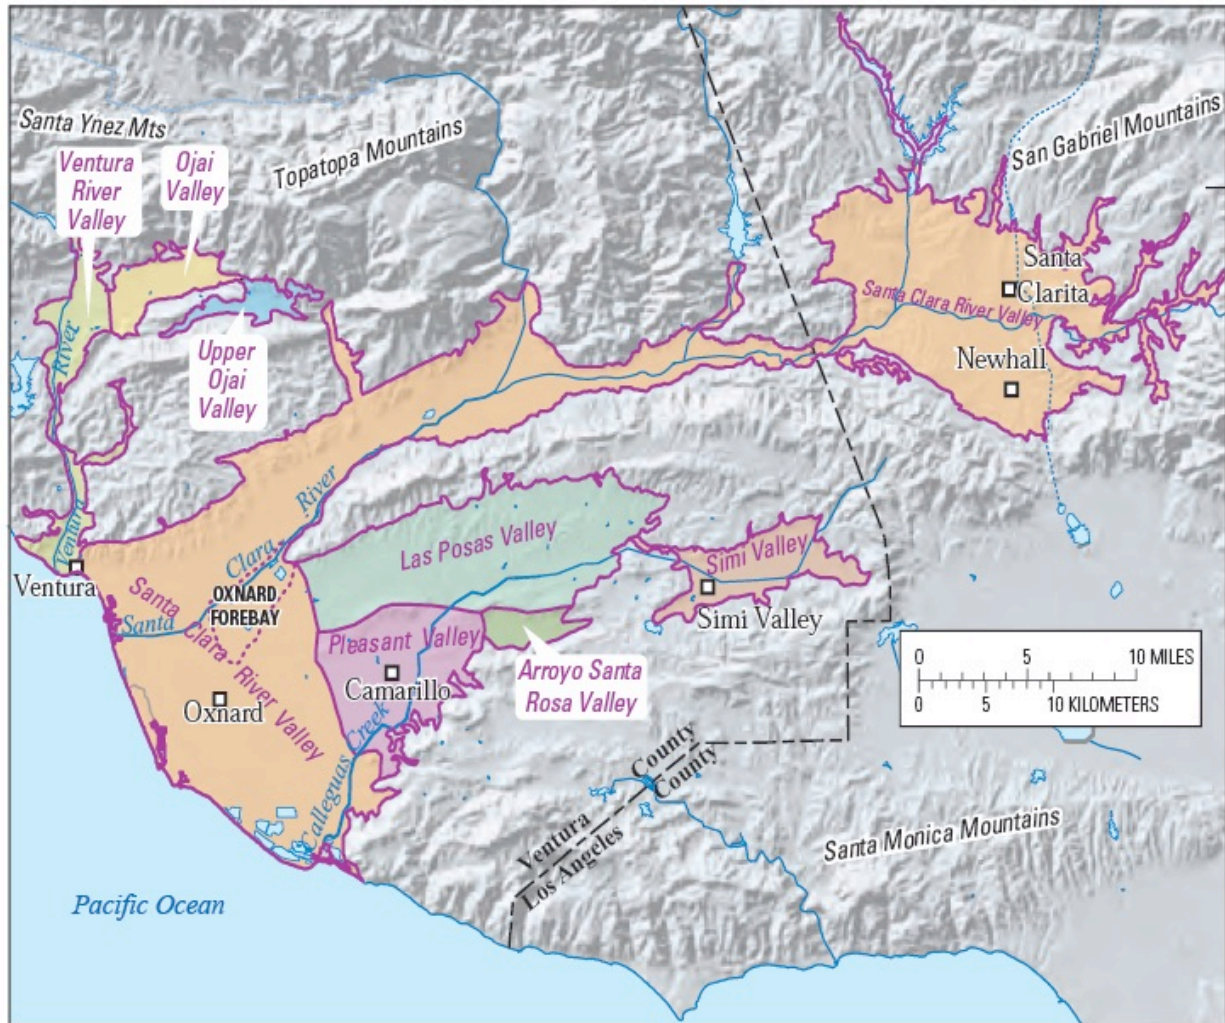 Santa Ynez Mts
Topatopa Mountains
San Gabriel Mountains
Ventura
River
Valley
Ojai
Valley
Upper
Ojai
Valley
River
Ventura
Santa
Clarita
Santa Clara River Valley
Newhall
River
Clara
Santa
Las Posas Valley
Simi Valley
Simi Valley
Ventura
OXNARD
FOREBAY
Santa Clara River Valley
Pleasant Valley
Camarillo
Oxnard
Arroyo Santa
Rosa Valley
Calleguas Creek
0 5 10 MILES
0 5 10 KILOMETERS
Ventura County
Los Angeles County
Santa Monica Mountains
Pacific Ocean